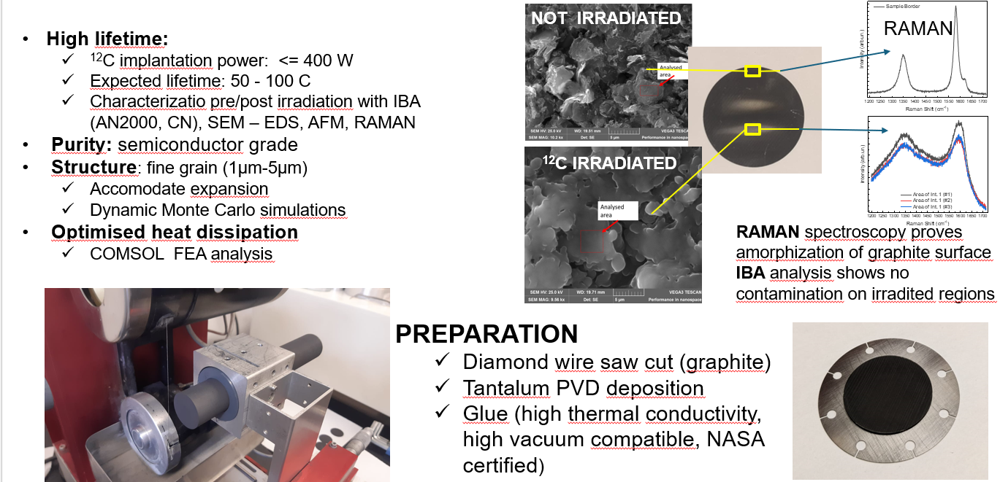 • High lifetime:
✓ ¹²C implantation power: <= 400 W
✓ Expected lifetime: 50 - 100 C
✓ Characterizatio pre/post irradiation with IBA
(AN2000, CN), SEM – EDS, AFM, RAMAN
• Purity: semiconductor grade
• Structure: fine grain (1µm-5µm)
✓ Accomodate expansion
✓ Dynamic Monte Carlo simulations
• Optimised heat dissipation
✓ COMSOL FEA analysis
NOT IRRADIATED
Analysed
area
SEM HV: 25.0 kV WD: 19.51 mm VEGA3 TESCAN
SEM MAG: 10.2 kx Det: SE 5 µm Performance in nanospace
¹²C IRRADIATED
Analysed
area
SEM HV: 25.0 kV WD: 19.71 mm VEGA3 TESCAN
SEM MAG: 9.56 kx Det: SE 5 µm Performance in nanospace
Sample Border
RAMAN
Intensity (arb.un.)
1200 1250 1300 1350 1400 1450 1500 1550 1600 1650 1700
Raman Shift (cm⁻¹)
Intensity (arb.un.)
Area of Int. 1 (#1)
Area of Int. 1 (#2)
Area of Int. 1 (#3)
1200 1250 1300 1350 1400 1450 1500 1550 1600 1650 1700
Raman Shift (cm⁻¹)
RAMAN spectroscopy proves
amorphization of graphite surface
IBA analysis shows no
contamination on irradited regions
PREPARATION
✓ Diamond wire saw cut (graphite)
✓ Tantalum PVD deposition
✓ Glue (high thermal conductivity,
high vacuum compatible, NASA
certified)